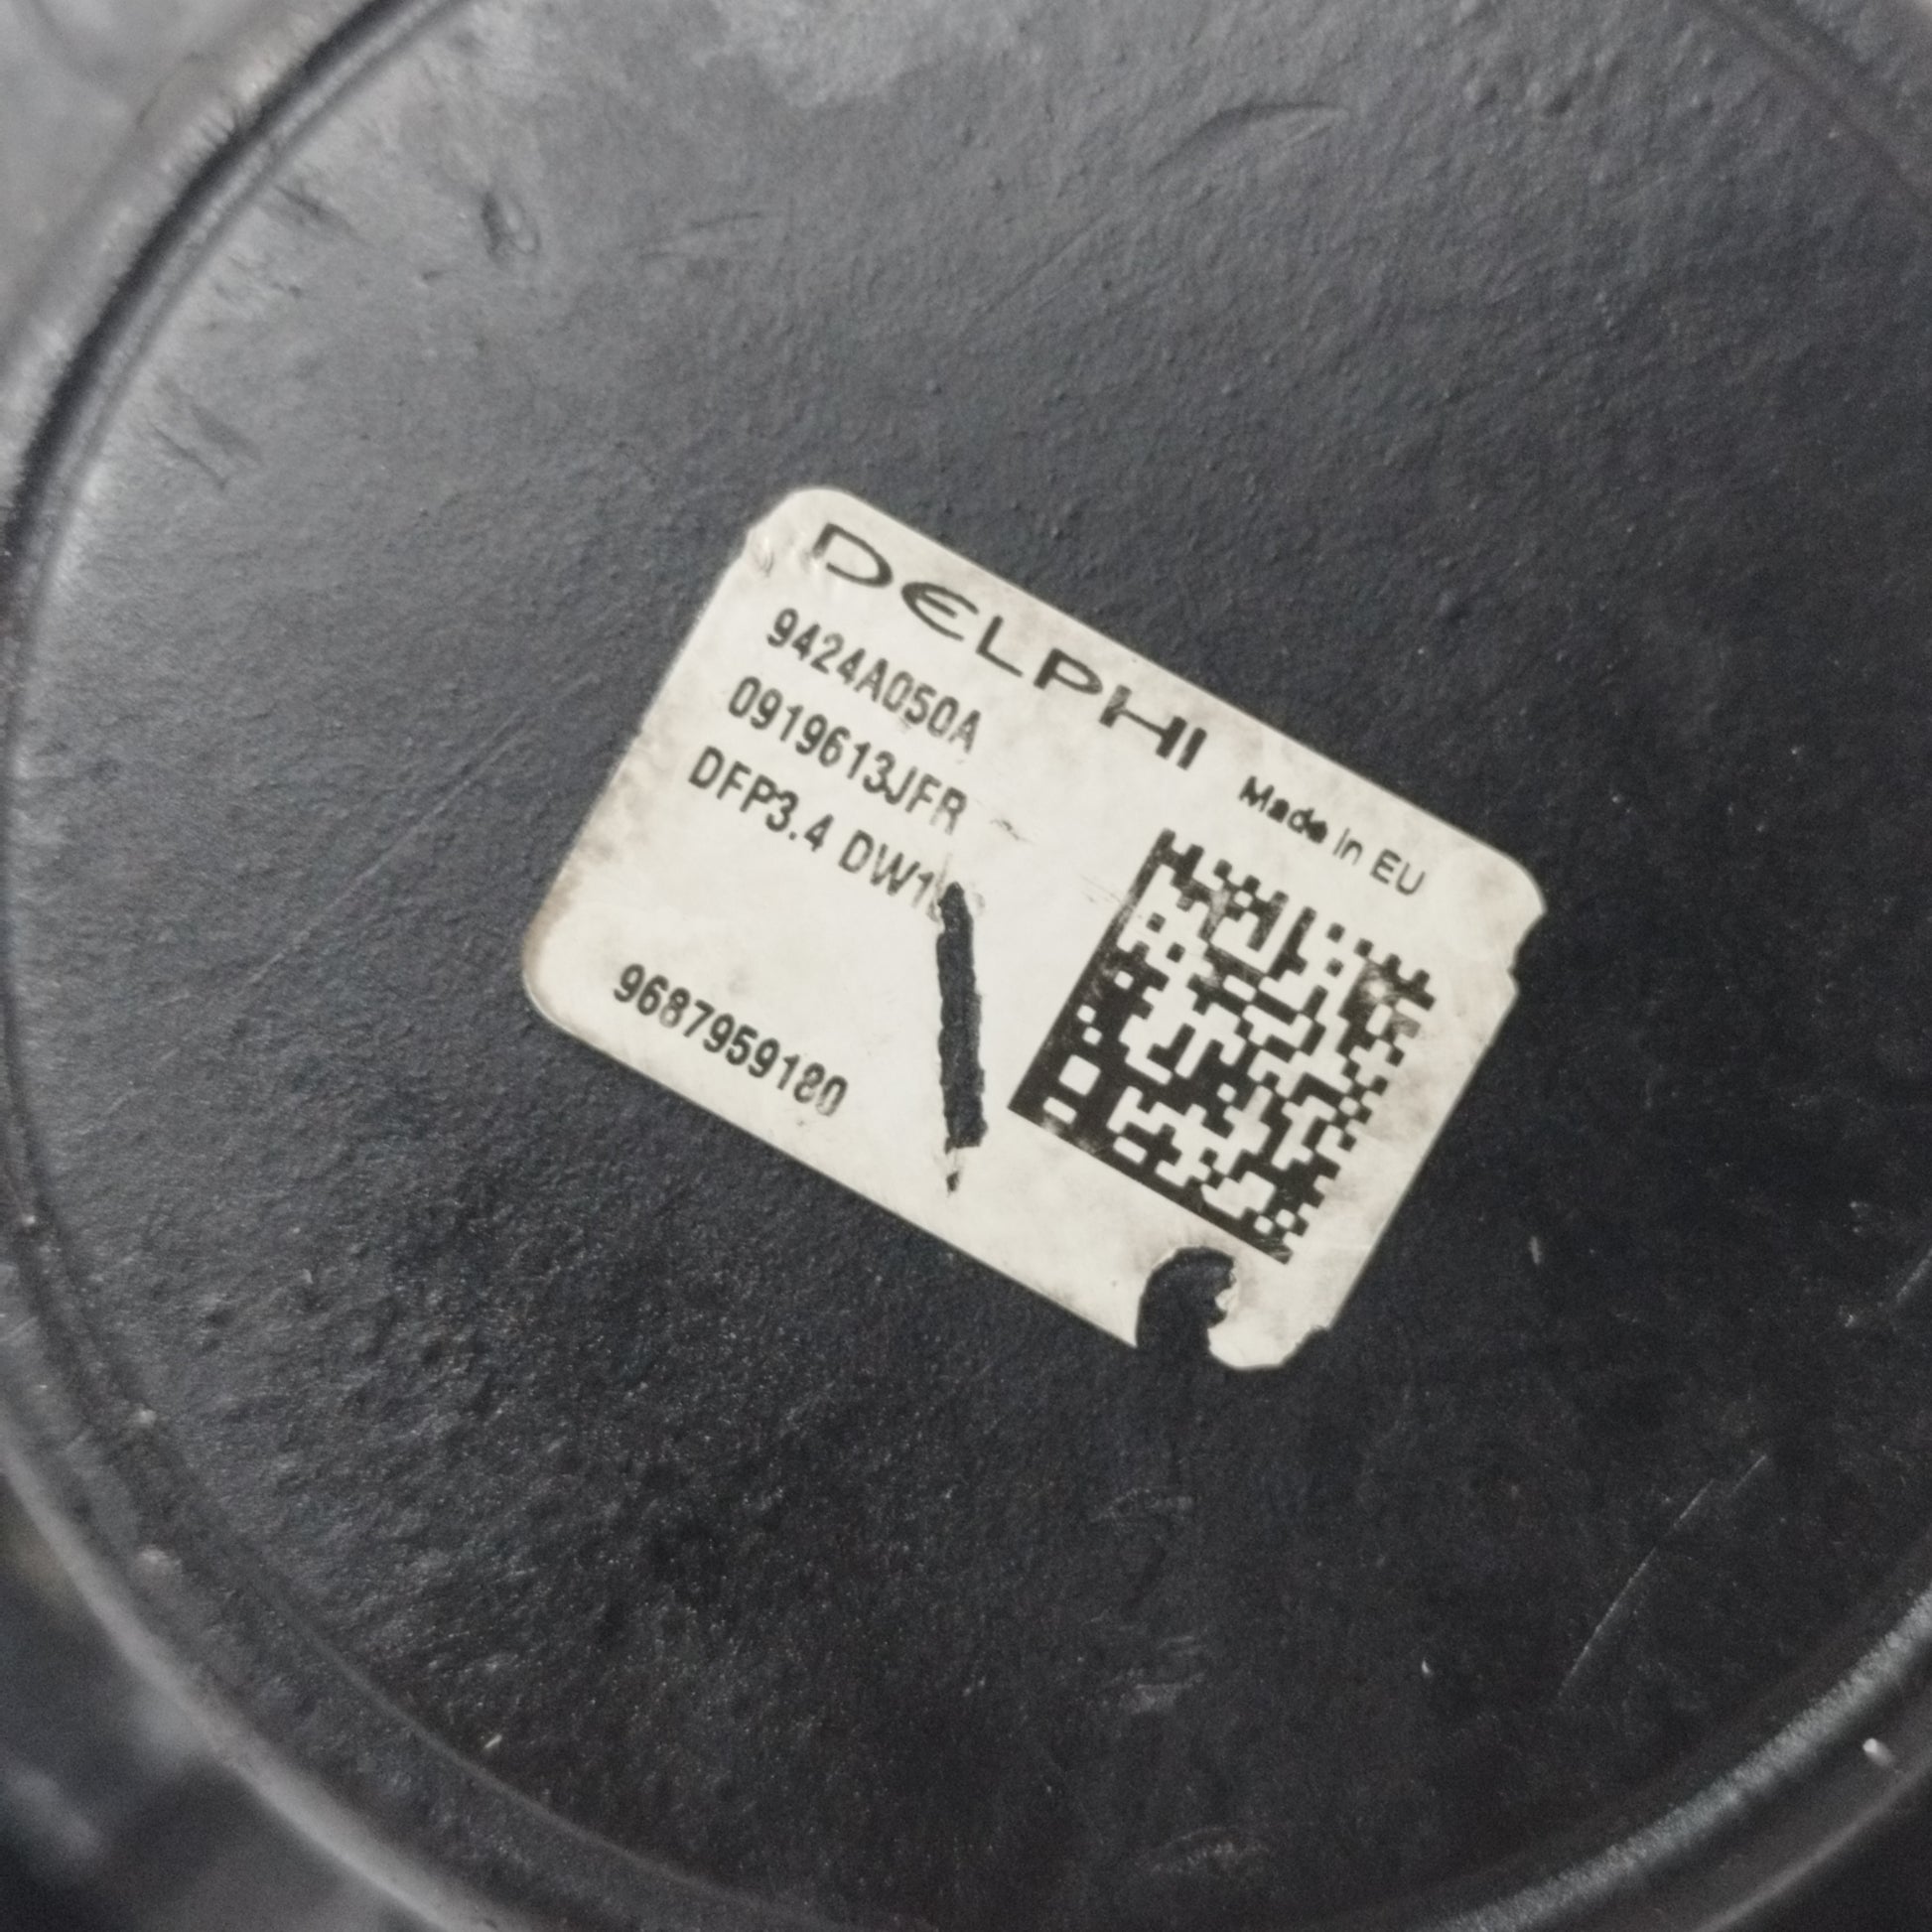 DELPHI
9424A050A
0919613JFR
Made in EU
DFP3.4
9687959180